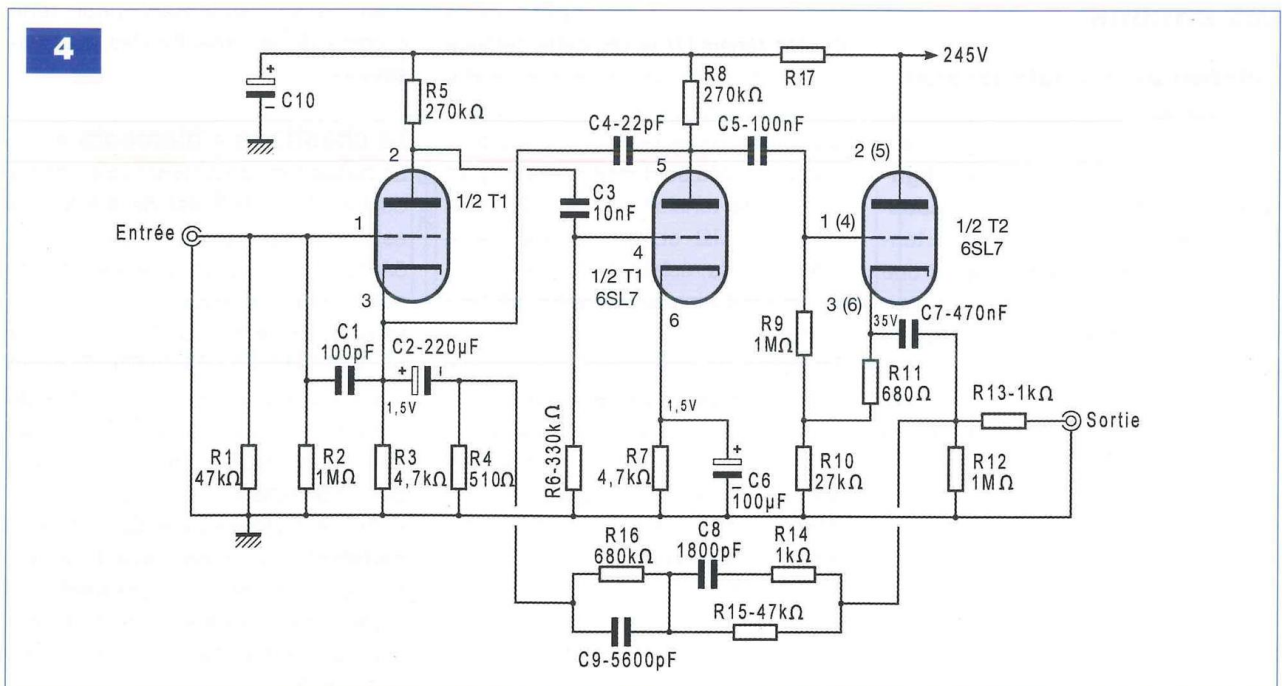 4
245V
R17
C10
R5
270kΩ
R8
270kΩ
C4-22pF
C5-100nF
2
5
2 (5)
1/2 T1
C3
10nF
Entrée
1
4
1 (4)
1/2 T2
6SL7
1/2 T1
6SL7
3
6
3 (6)
35V
C7-470nF
C1
100pF
C2-220µF
1,5V
1,5V
R9
1MΩ
R11
680Ω
R13-1kΩ
Sortie
R1
47kΩ
R2
1MΩ
R3
4,7kΩ
R4
510Ω
R6-330kΩ
R7
4,7kΩ
C6
100µF
R10
27kΩ
R12
1MΩ
R16
680kΩ
C8
1800pF
R14
1kΩ
R15-47kΩ
C9-5600pF